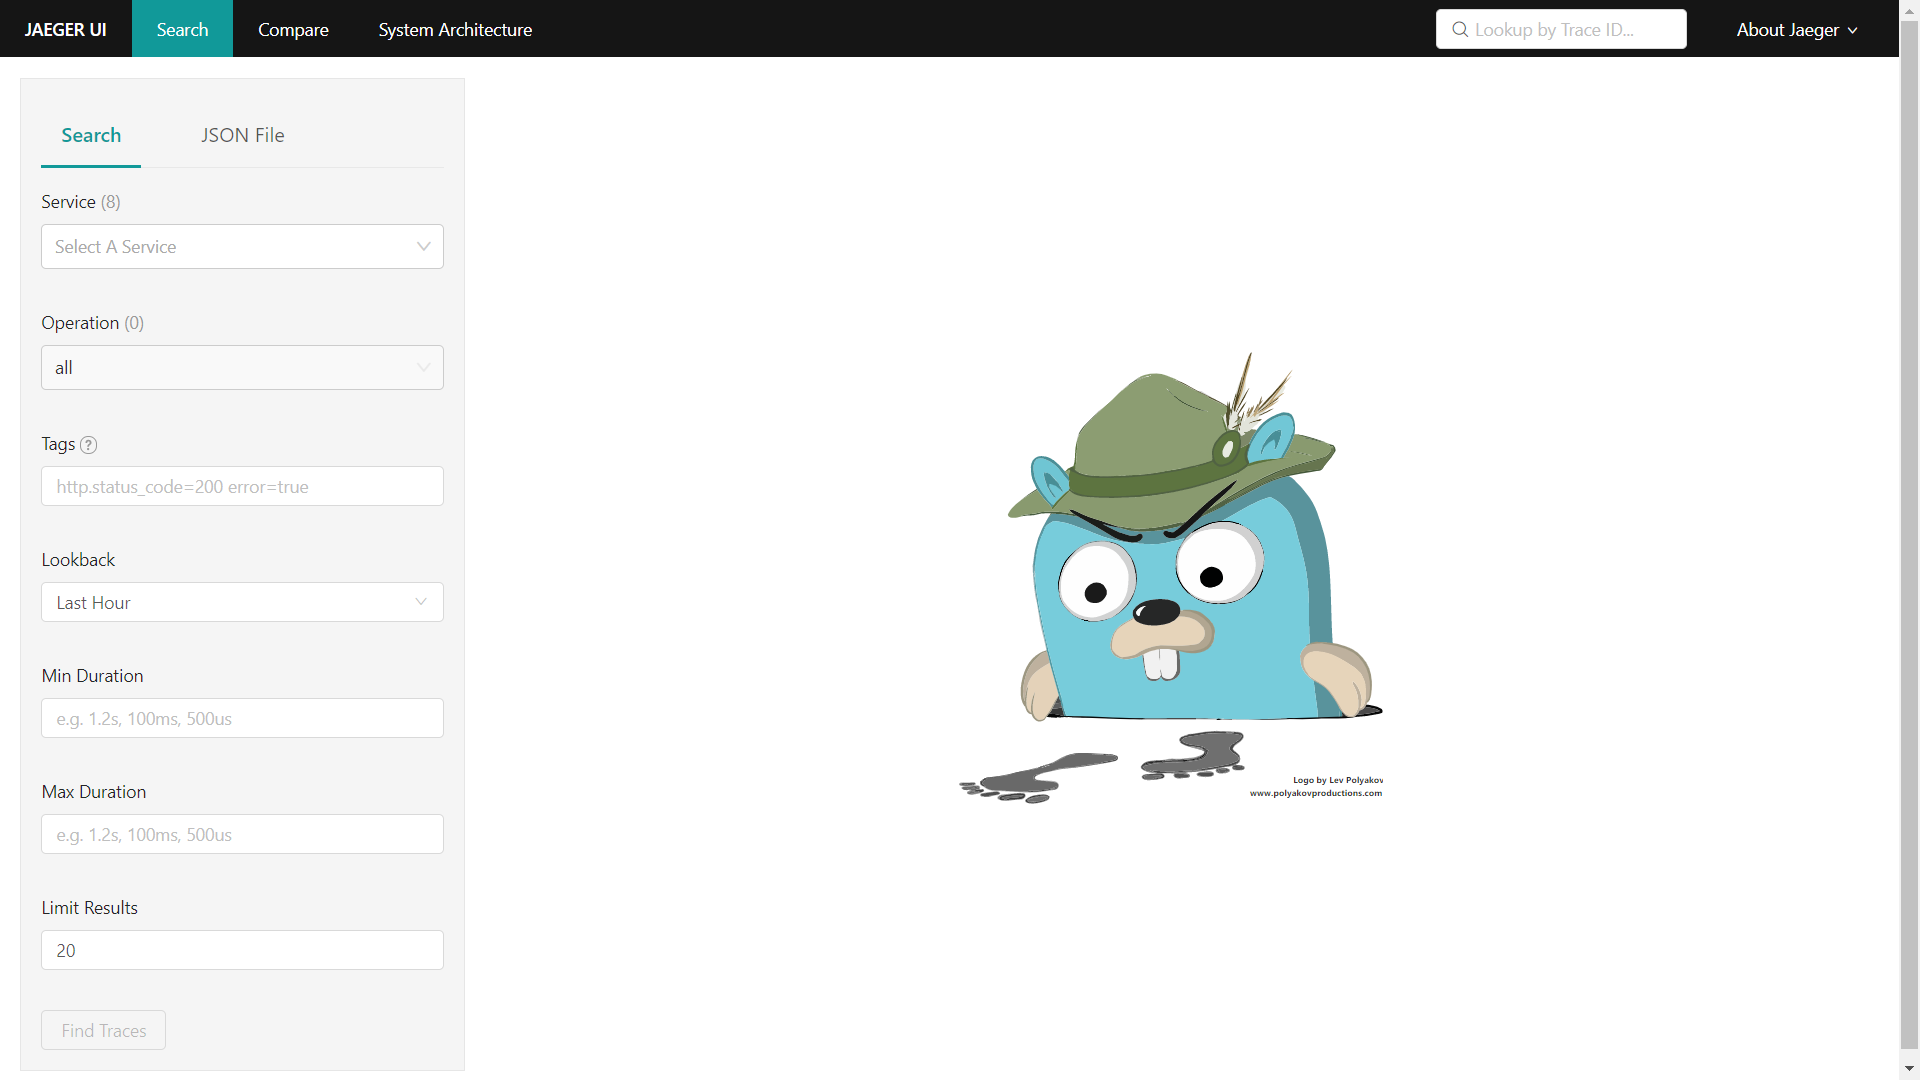 JAEGER UI
Search
Compare
System Architecture
Lookup by Trace ID...
About Jaeger
Search
JSON File
Service (8)
Select A Service
Operation (0)
all
Tags ?
http.status_code=200 error=true
Lookback
Last Hour
Min Duration
e.g. 1.2s, 100ms, 500us
Max Duration
e.g. 1.2s, 100ms, 500us
Limit Results
20
Find Traces
Logo by Lev Polyakov
www.polyakovproductions.com